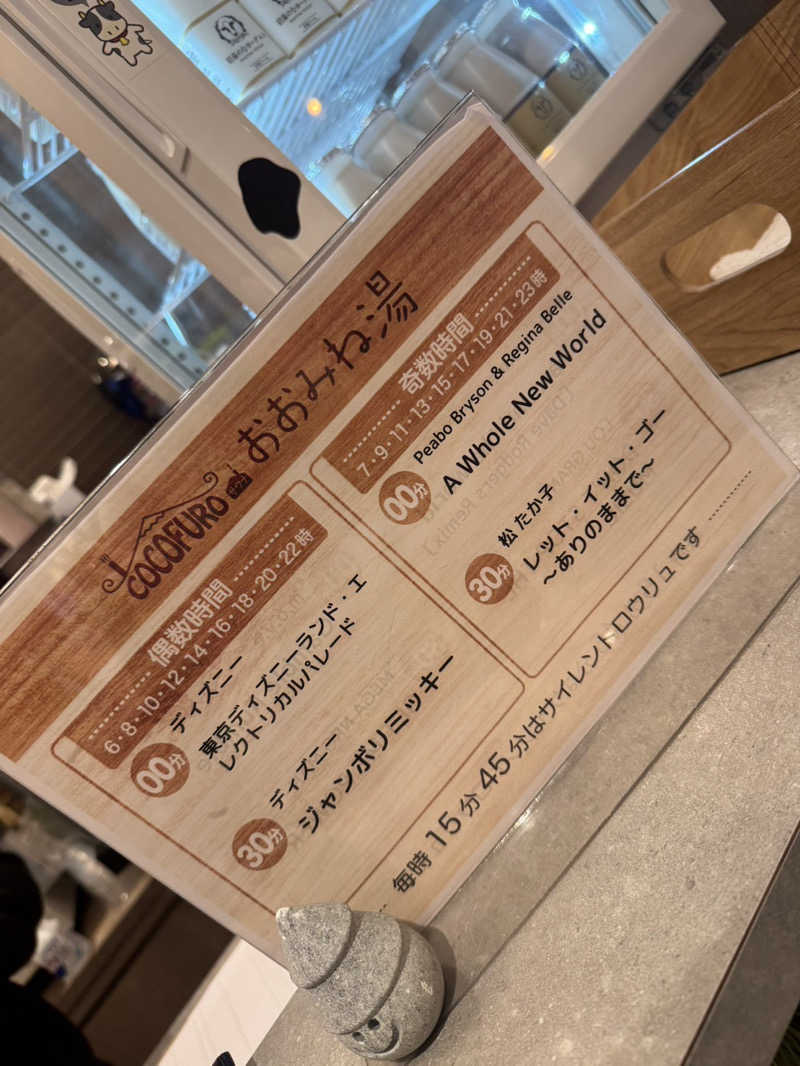 COCOFURO おおみね湯
偶数時間
6・8・10・12・14・16・18・20・22時
00分
ディズニー
東京ディズニーランド・エ
レクトリカルパレード
30分
ディズニー
ジャンボリミッキー
奇数時間
7・9・11・13・15・17・19・21・23時
00分
Peabo Bryson & Regina Belle
A Whole New World
30分
松 たか子
レット・イット・ゴー
〜ありのままで〜
毎時 15分 45分はサイレントロウリュです